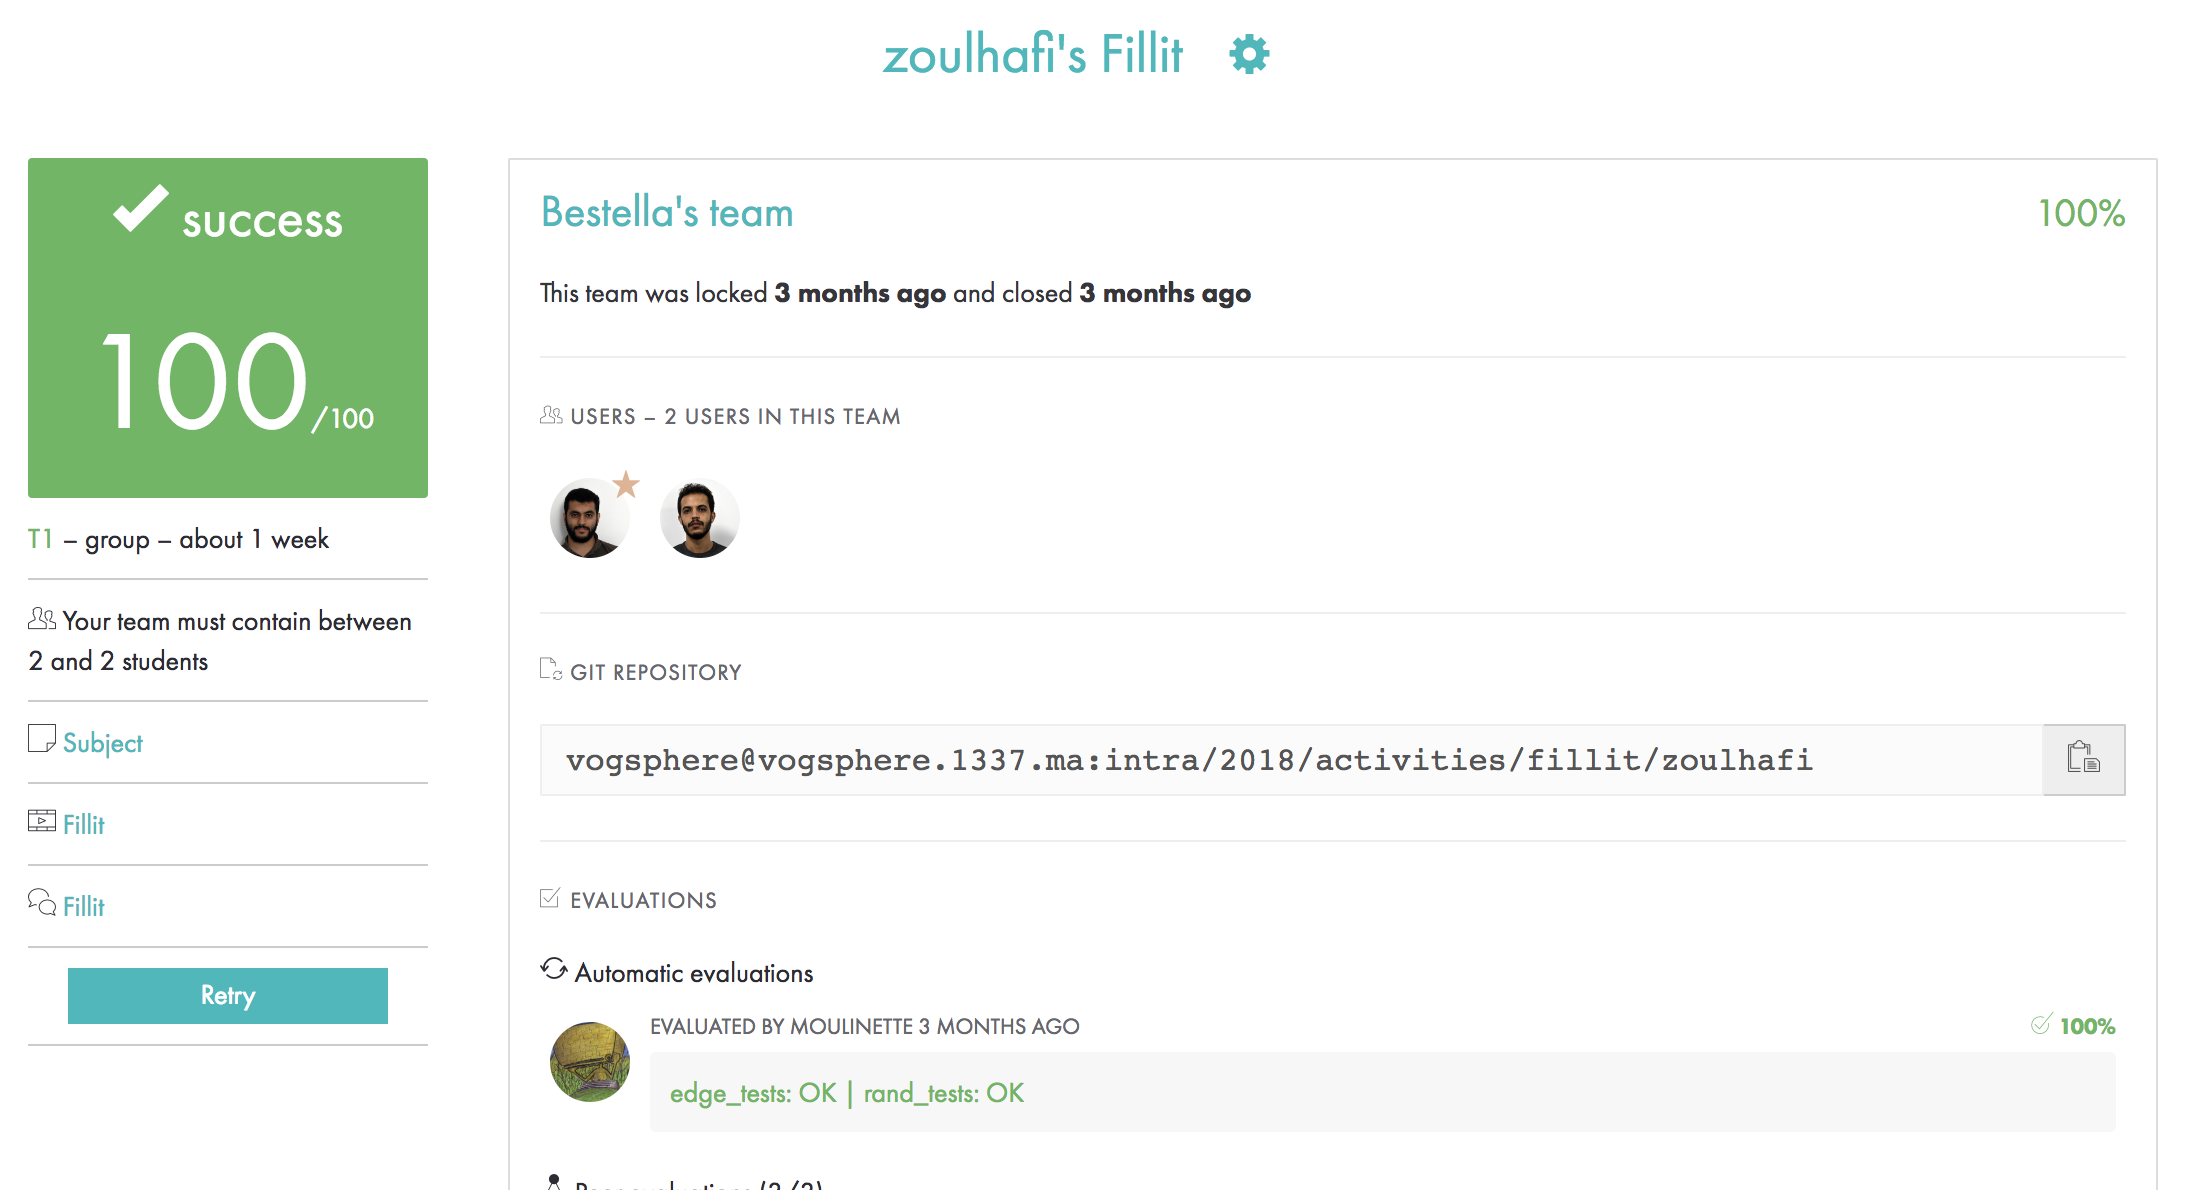 zoulhafi's Fillit
success
100/100
T1 – group – about 1 week
Your team must contain between
2 and 2 students
Subject
Fillit
Fillit
Retry
Bestella's team
100%
This team was locked 3 months ago and closed 3 months ago
USERS – 2 USERS IN THIS TEAM
GIT REPOSITORY
vogsphere@vogsphere.1337.ma:intra/2018/activities/fillit/zoulhafi
EVALUATIONS
Automatic evaluations
EVALUATED BY MOULINETTE 3 MONTHS AGO
100%
edge_tests: OK | rand_tests: OK